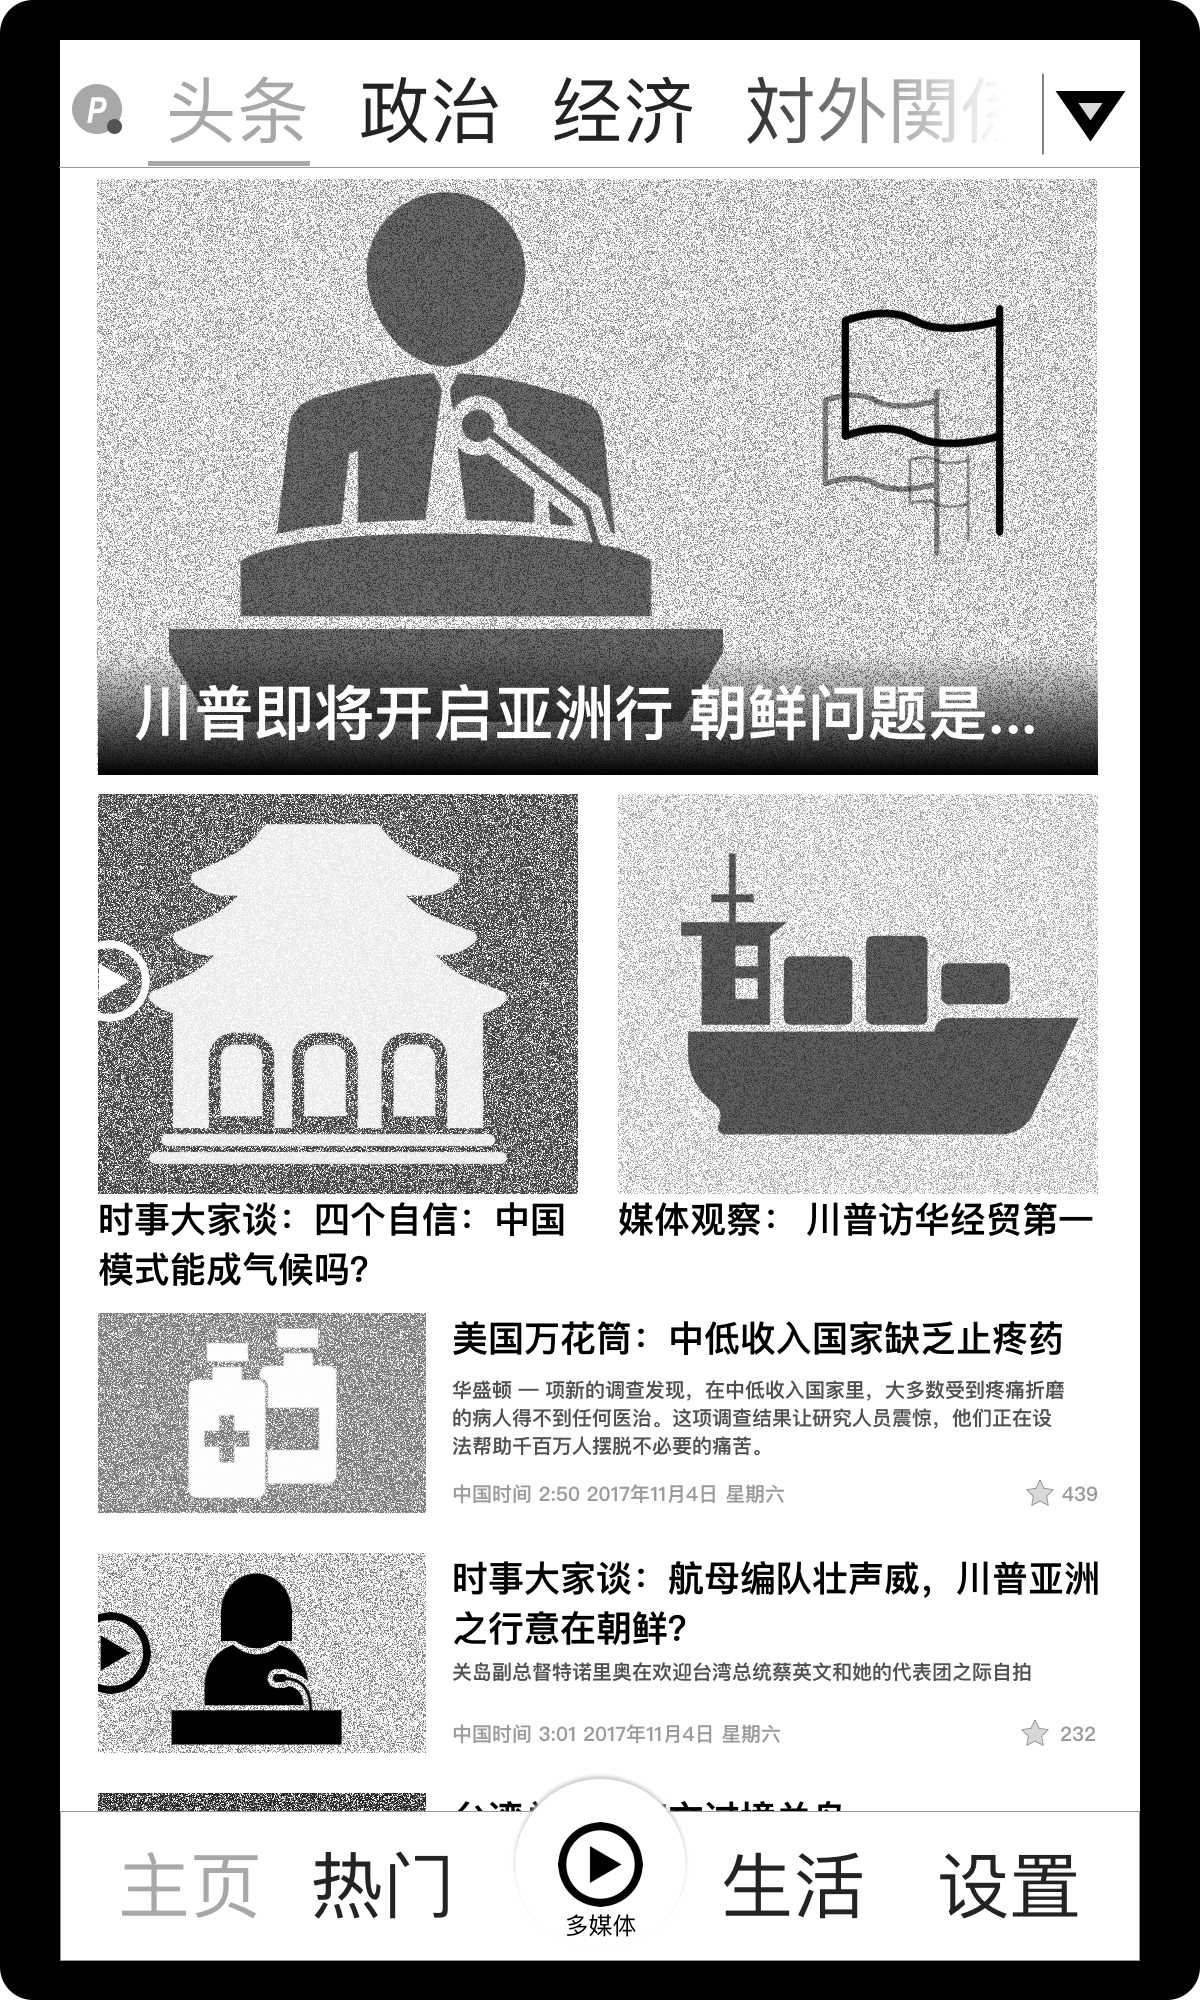 P 头条 政治 经济 対外関係
川普即将开启亚洲行 朝鲜问题是...
时事大家谈：四个自信：中国
模式能成气候吗？
媒体观察： 川普访华经贸第一
美国万花筒：中低收入国家缺乏止疼药
华盛顿 — 项新的调查发现，在中低收入国家里，大多数受到疼痛折磨
的病人得不到任何医治。这项调查结果让研究人员震惊，他们正在设
法帮助千百万人摆脱不必要的痛苦。
中国时间 2:50 2017年11月4日 星期六 439
时事大家谈：航母编队壮声威，川普亚洲
之行意在朝鲜？
关岛副总督特诺里奥在欢迎台湾总统蔡英文和她的代表团之际自拍
中国时间 3:01 2017年11月4日 星期六 232
主页 热门 多媒体 生活 设置